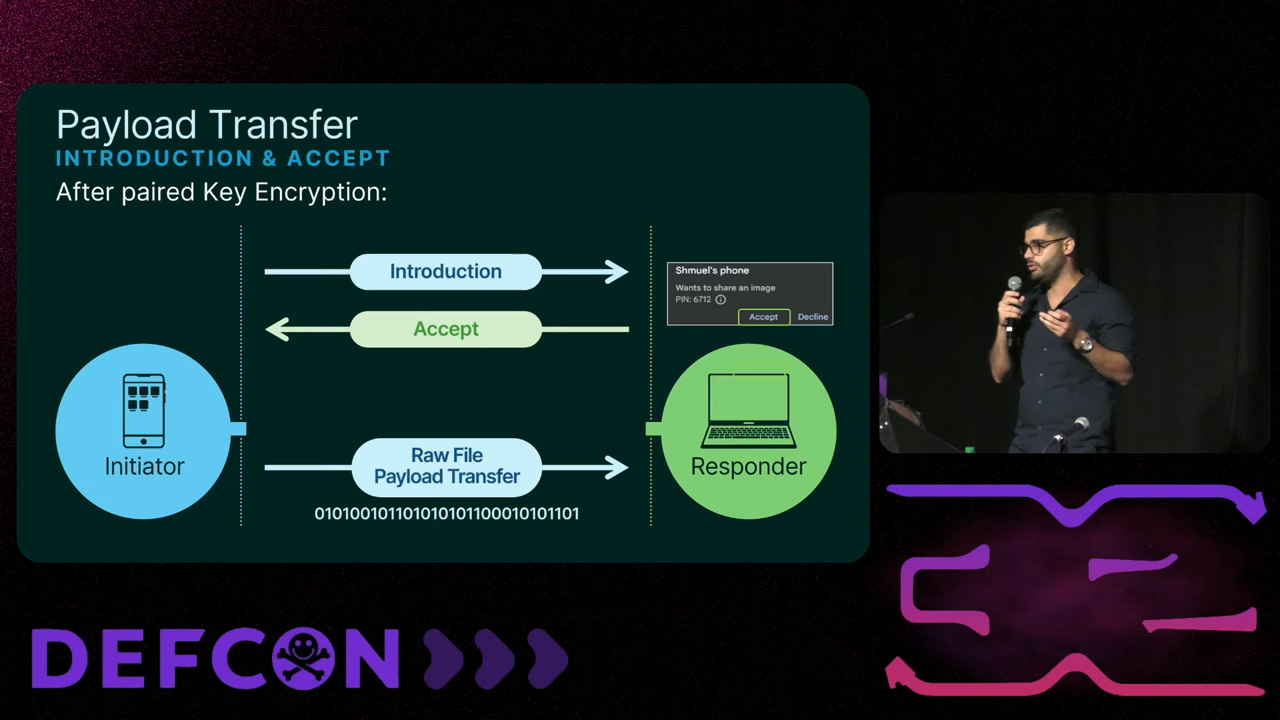 Payload Transfer
INTRODUCTION & ACCEPT
After paired Key Encryption:
Introduction
Accept
Shmuel's phone
Wants to share an image
PIN: 6712
Accept Decline
Initiator
Responder
Raw File
Payload Transfer
010100101101010101100010101101
DEFCON